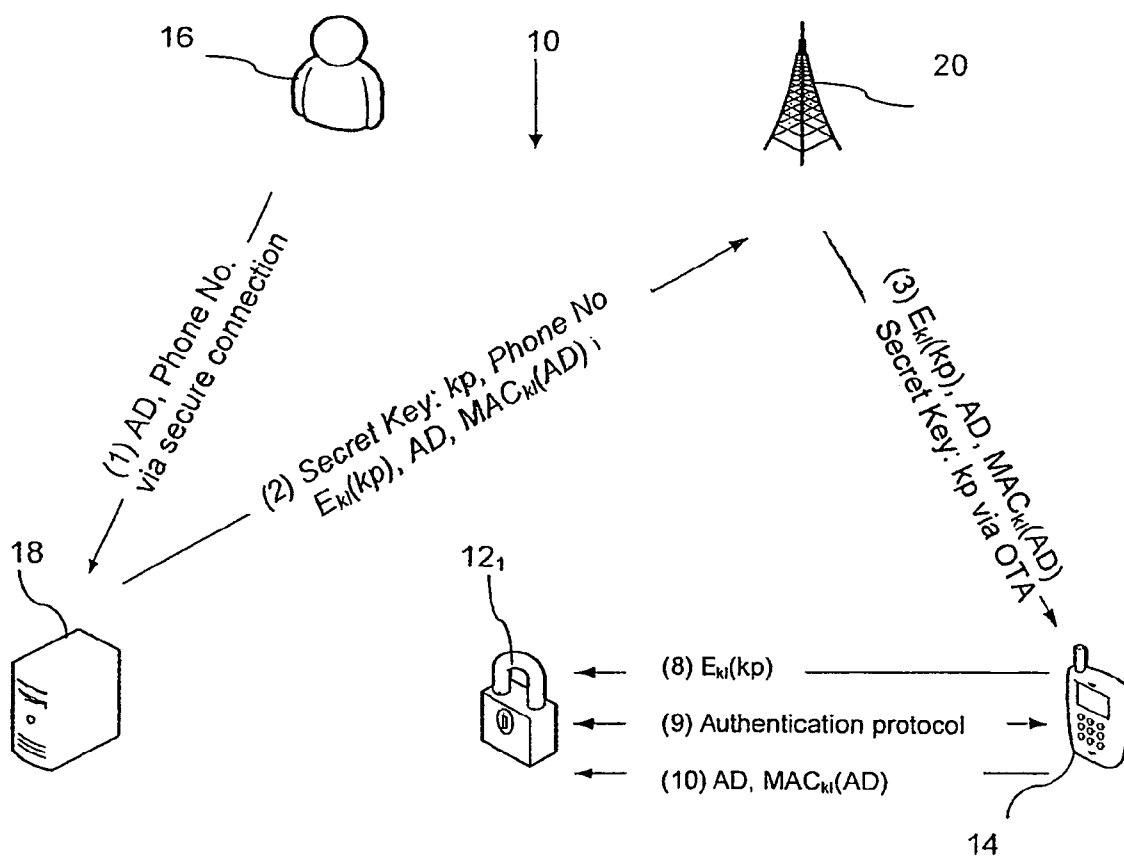 16
10
20
(1) AD, Phone No.
via secure connection
(2) Secret Key: kp, Phone No
Ekl(kp), AD, MACkl(AD) i
(3) Ekl(kp), AD, MACkl(AD)
Secret Key: kp via OTA
18
12₁
(8) Ekl(kp)
(9) Authentication protocol
(10) AD, MACkl(AD)
14